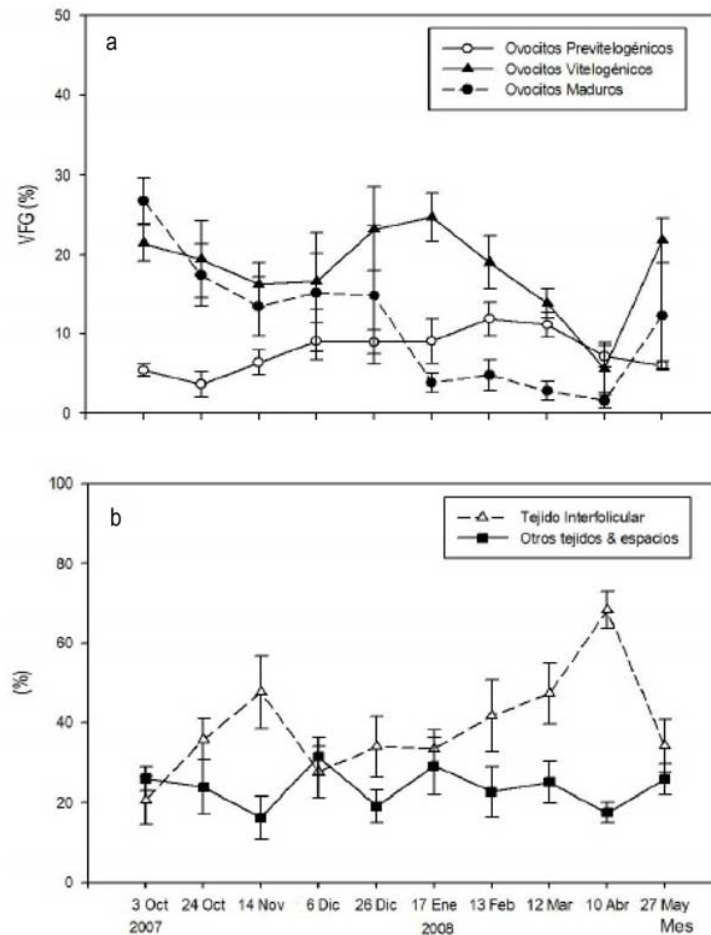 50
a
Ovocitos Previtelogénicos
Ovocitos Vitelogénicos
Ovocitos Maduros
40
30
VFG (%)
20
10
0
100
b
Tejido Interfolicular
Otros tejidos & espacios
80
60
(%)
40
20
0
3 Oct 24 Oct 14 Nov 6 Dic 26 Dic 17 Ene 13 Feb 12 Mar 10 Abr 27 May
2007 2008 Mes